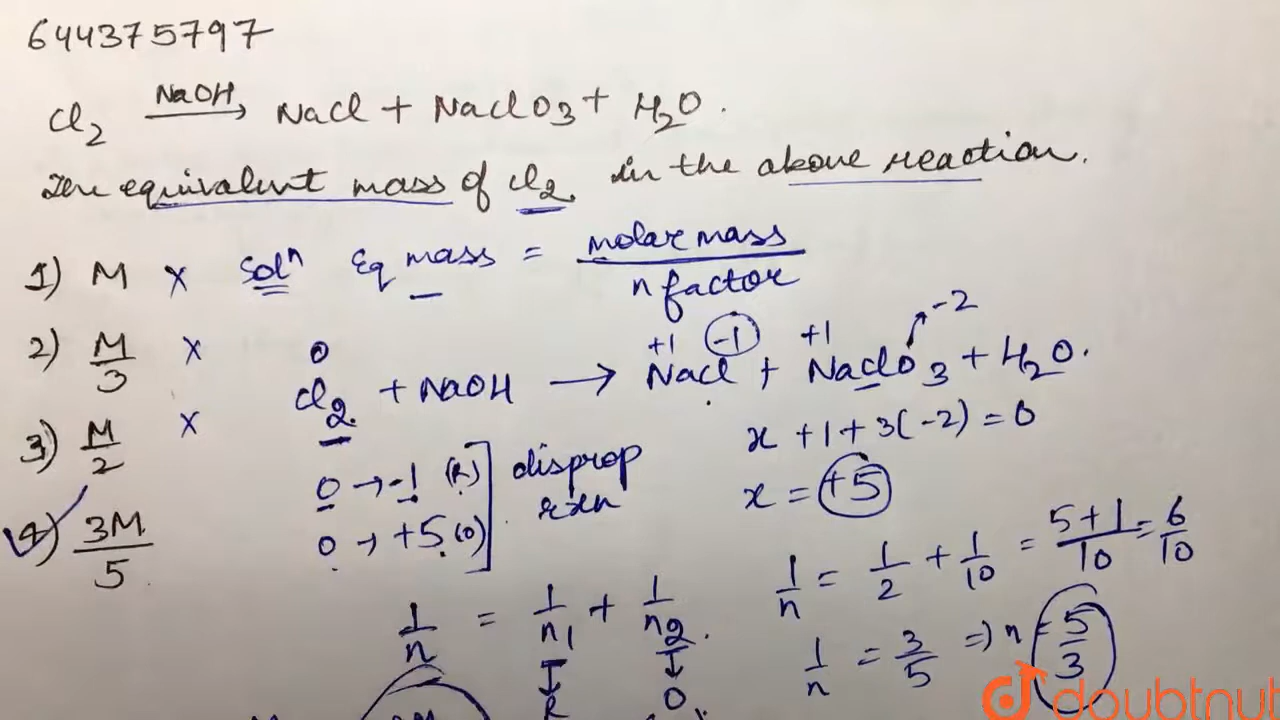 644375797
Cl2 NaOH→ NaCl + NaClO3 + H2O.
The equivalent mass of Cl2 in the above reaction.
1) M × Solⁿ Eq mass = molar mass / n factor
2) M/3 ×
0 +1 -1 +1 -2
Cl2 + NaOH → NaCl + NaClO3 + H2O.
3) M/2 ×
x + 1 + 3(-2) = 0
0 → -1 (R) ] disprop
x = +5
0 → +5 (O) ] rxn
4) 3M/5
1/n = 1/n1 + 1/n2.
R O
1/n = 1/2 + 1/10 = 5+1/10 = 6/10
1/n = 3/5 => n = 5/3
doubtnut